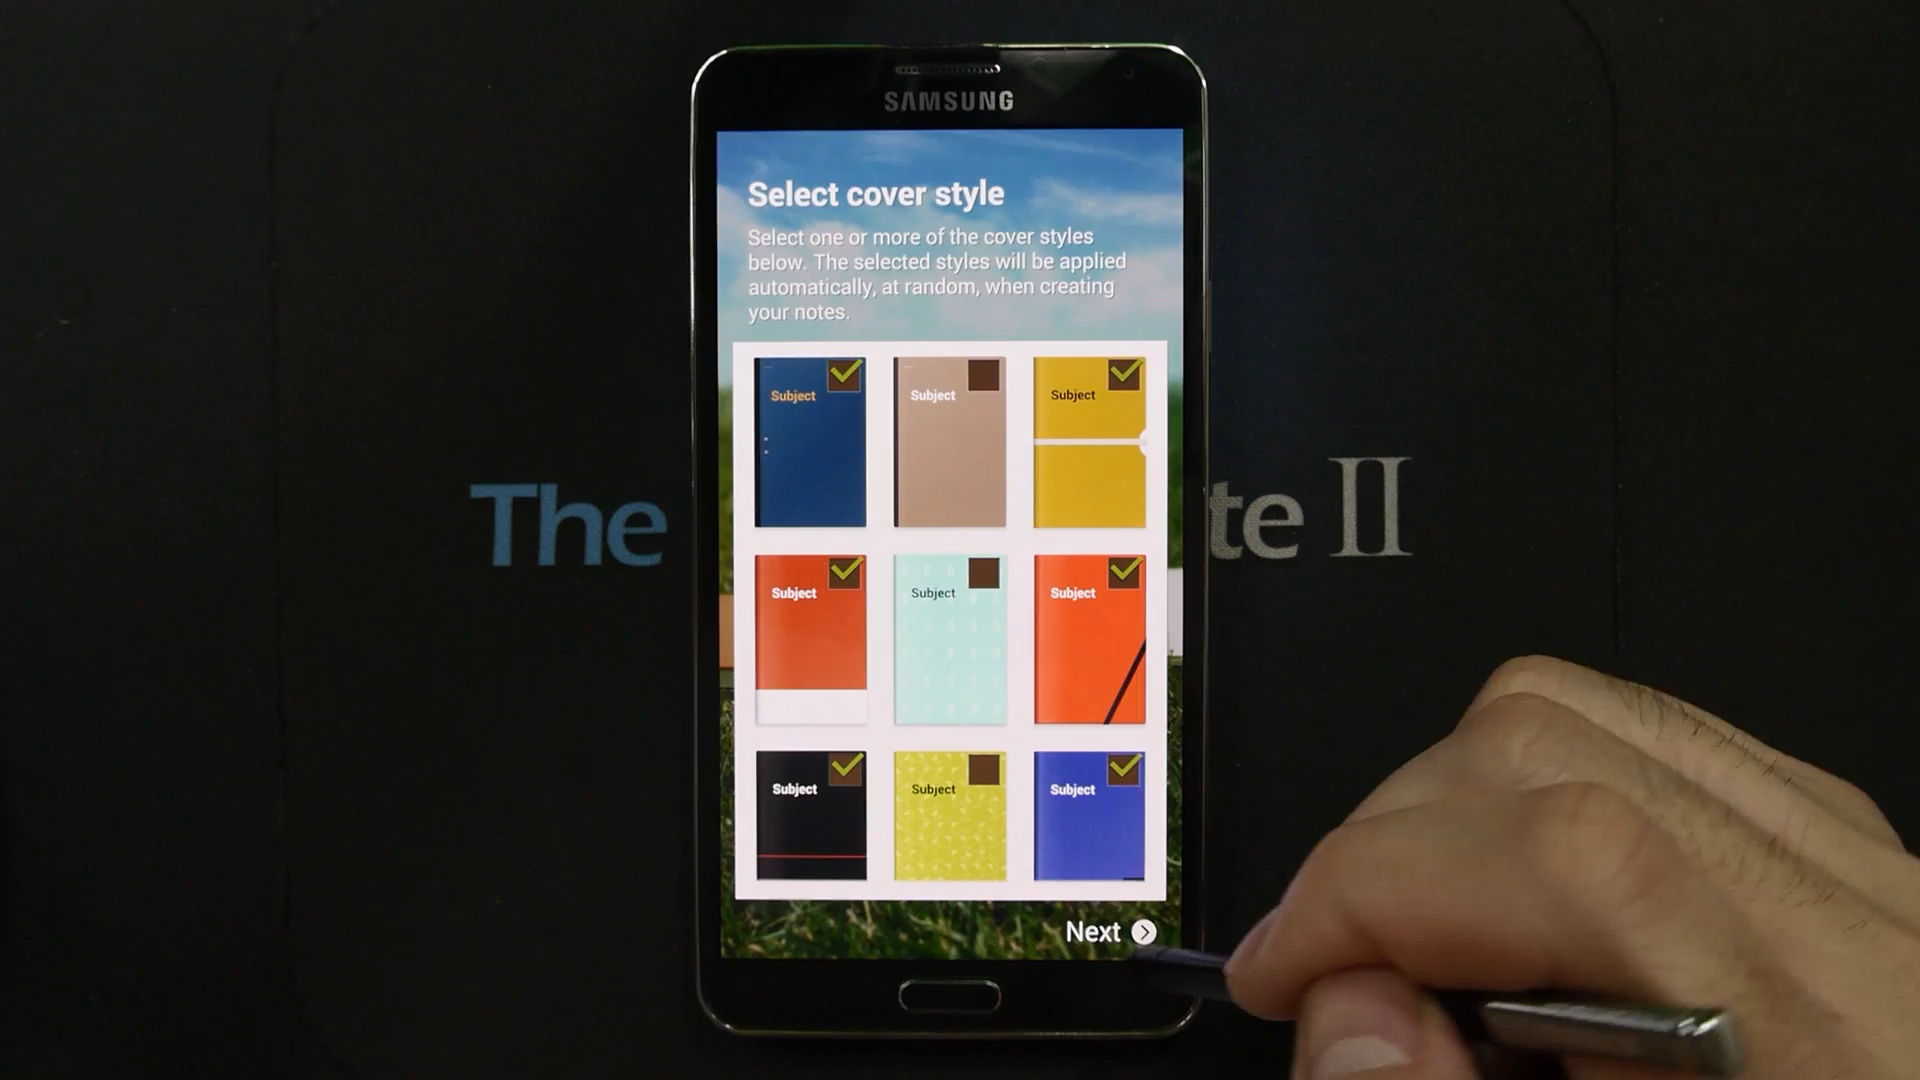 SAMSUNG
Select cover style
Select one or more of the cover styles
below. The selected styles will be applied
automatically, at random, when creating
your notes.
Subject
Subject
Subject
Subject
Subject
Subject
Subject
Subject
Subject
Next
The
te II